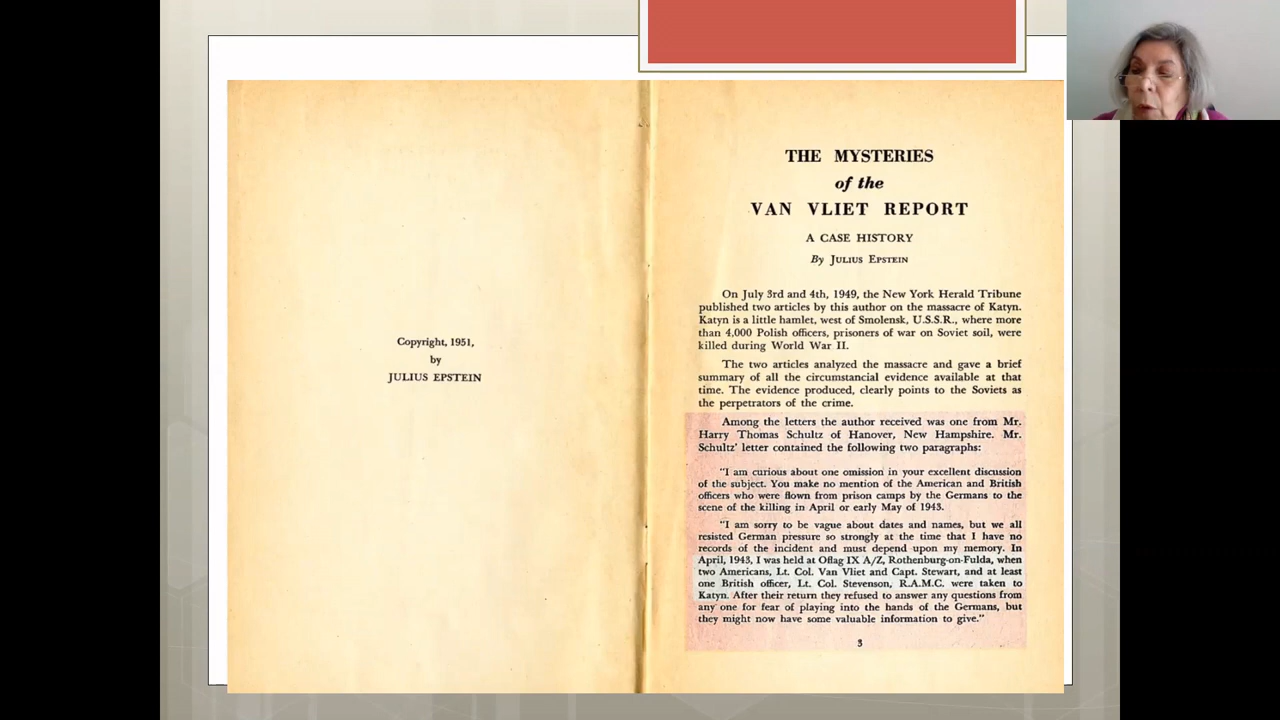 Copyright, 1951,
by
JULIUS EPSTEIN
THE MYSTERIES
of the
VAN VLIET REPORT
A CASE HISTORY
By JULIUS EPSTEIN
On July 3rd and 4th, 1949, the New York Herald Tribune
published two articles by this author on the massacre of Katyn.
Katyn is a little hamlet, west of Smolensk, U.S.S.R., where more
than 4,000 Polish officers, prisoners of war on Soviet soil, were
killed during World War II.
The two articles analyzed the massacre and gave a brief
summary of all the circumstancial evidence available at that
time. The evidence produced, clearly points to the Soviets as
the perpetrators of the crime.
Among the letters the author received was one from Mr.
Harry Thomas Schultz of Hanover, New Hampshire. Mr.
Schultz' letter contained the following two paragraphs:
"I am curious about one omission in your excellent discussion
of the subject. You make no mention of the American and British
officers who were flown from prison camps by the Germans to the
scene of the killing in April or early May of 1943.
"I am sorry to be vague about dates and names, but we all
resisted German pressure so strongly at the time that I have no
records of the incident and must depend upon my memory. In
April, 1943, I was held at Oflag IX A/Z, Rothenburg-on-Fulda, when
two Americans, Lt. Col. Van Vliet and Capt. Stewart, and at least
one British officer, Lt. Col. Stevenson, R.A.M.C. were taken to
Katyn. After their return they refused to answer any questions from
any one for fear of playing into the hands of the Germans, but
they might now have some valuable information to give."
3